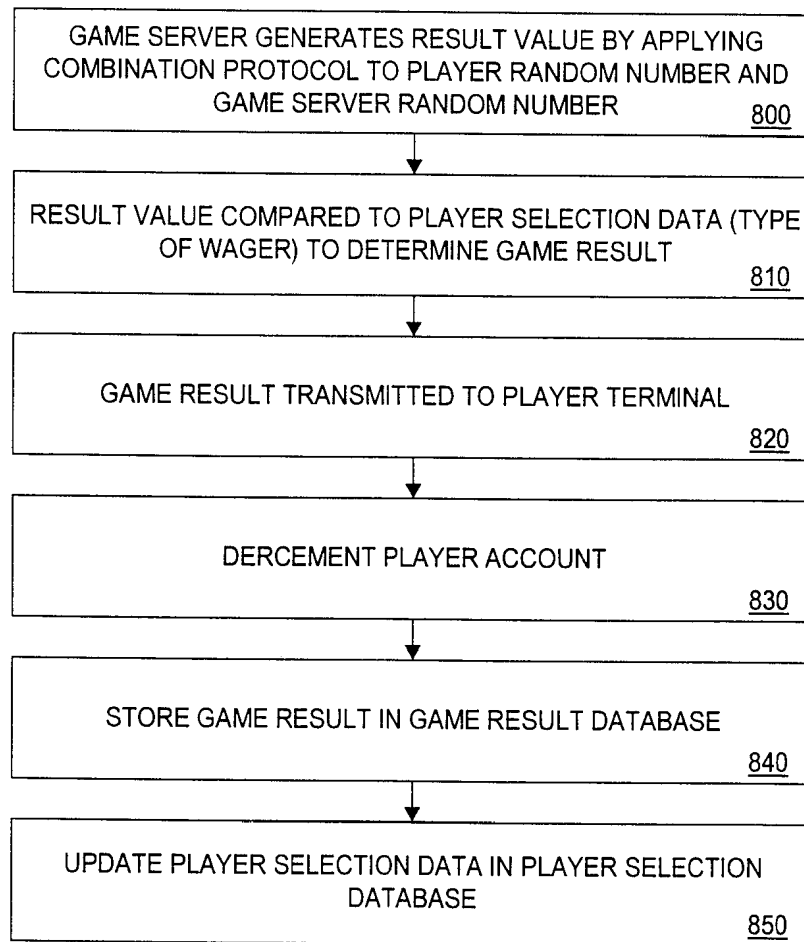 GAME SERVER GENERATES RESULT VALUE BY APPLYING
COMBINATION PROTOCOL TO PLAYER RANDOM NUMBER AND
GAME SERVER RANDOM NUMBER
800
RESULT VALUE COMPARED TO PLAYER SELECTION DATA (TYPE
OF WAGER) TO DETERMINE GAME RESULT
810
GAME RESULT TRANSMITTED TO PLAYER TERMINAL
820
DERCEMENT PLAYER ACCOUNT
830
STORE GAME RESULT IN GAME RESULT DATABASE
840
UPDATE PLAYER SELECTION DATA IN PLAYER SELECTION
DATABASE
850